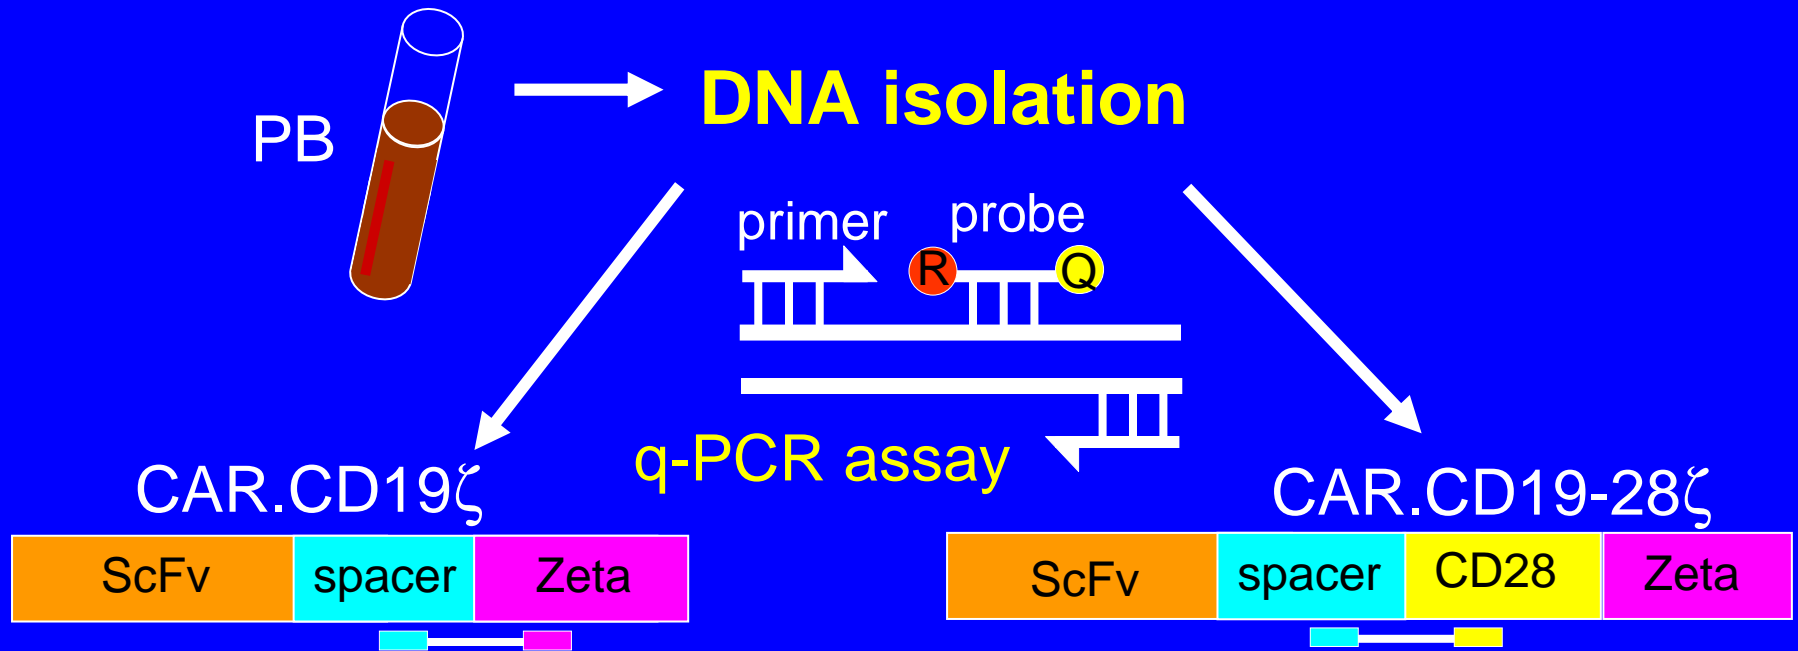 PB
DNA isolation
primer
probe
R
Q
q-PCR assay
CAR.CD19ζ
CAR.CD19-28ζ
ScFv spacer Zeta
ScFv spacer CD28 Zeta